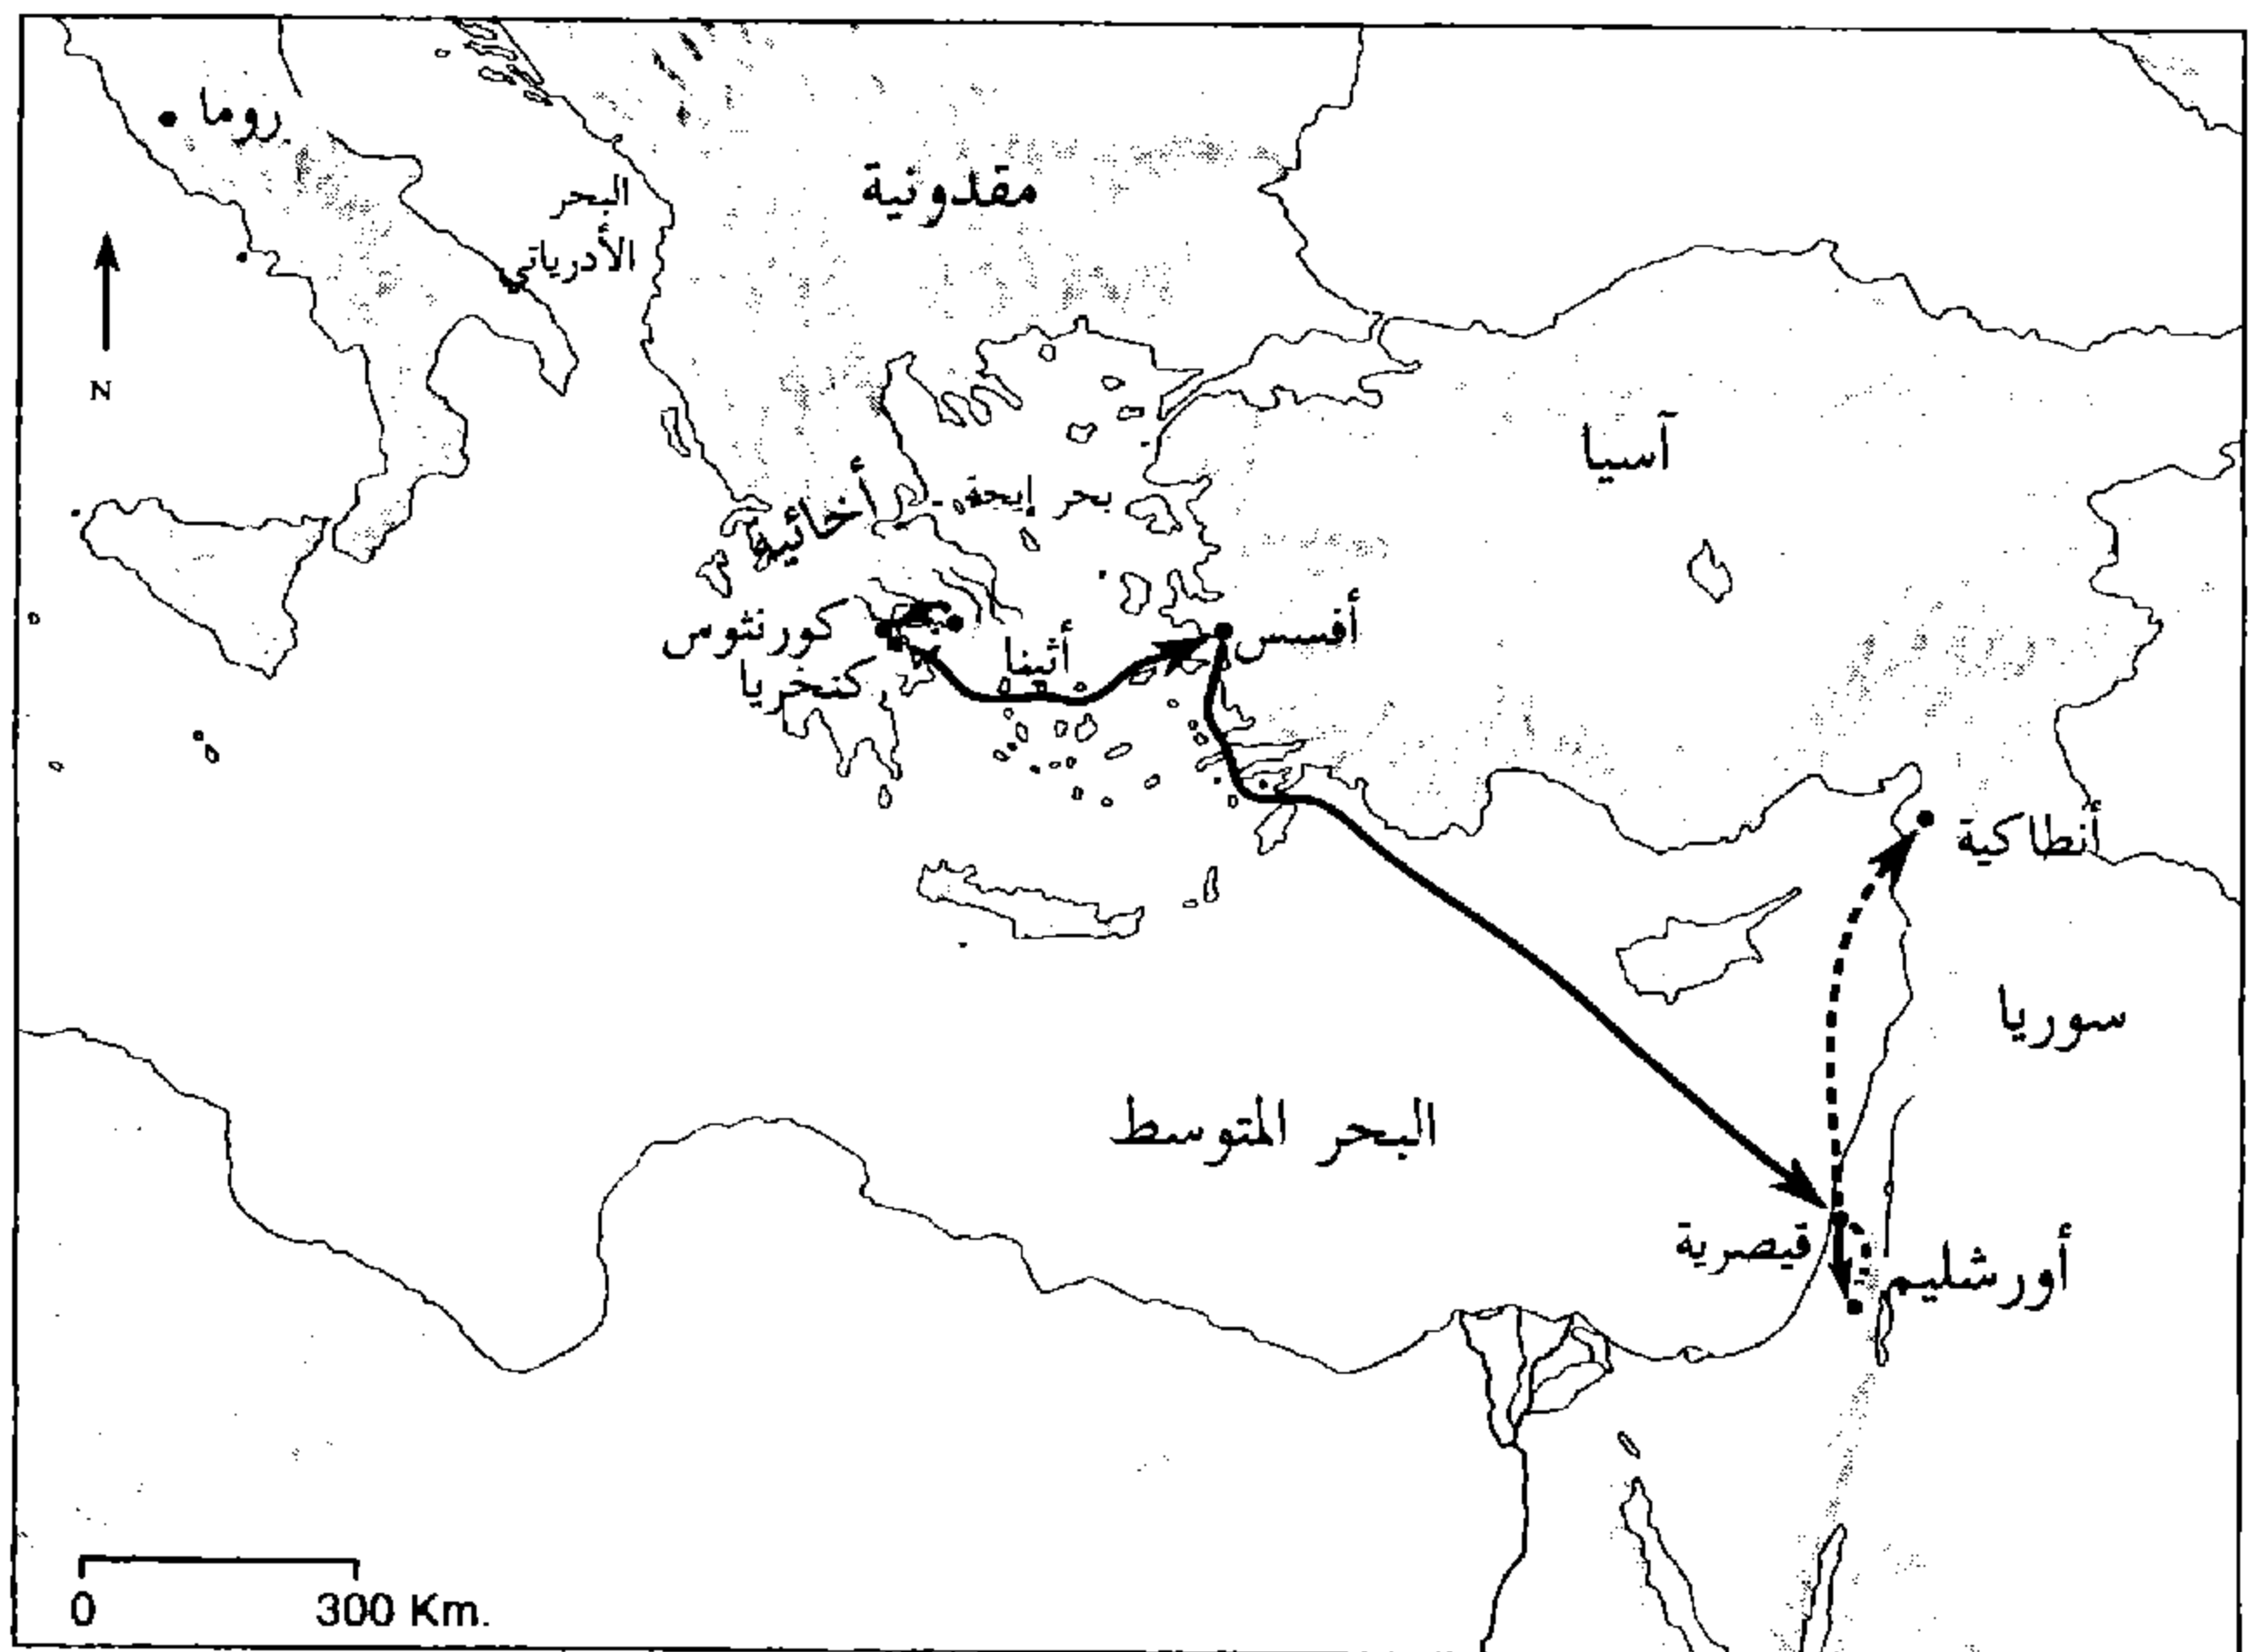 روما
مقدونية
البحر
الأدرياتي
N
آسيا
أخائية
بحر إيجة
كورنثوس
أثينا
أفسس
كنخريا
أنطاكية
سوريا
البحر المتوسط
قيصرية
أورشليم
0
300 Km.